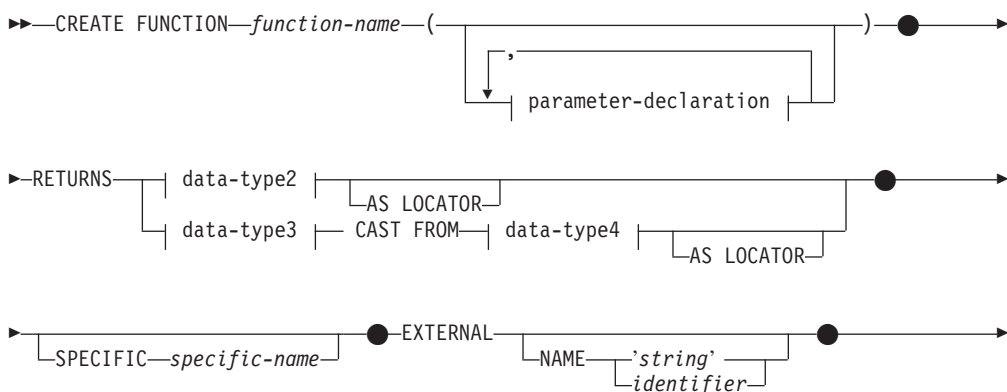 CREATE FUNCTION function-name ( )
,
parameter-declaration
RETURNS data-type2
AS LOCATOR
data-type3 CAST FROM data-type4
AS LOCATOR
SPECIFIC specific-name
EXTERNAL
NAME 'string'
identifier